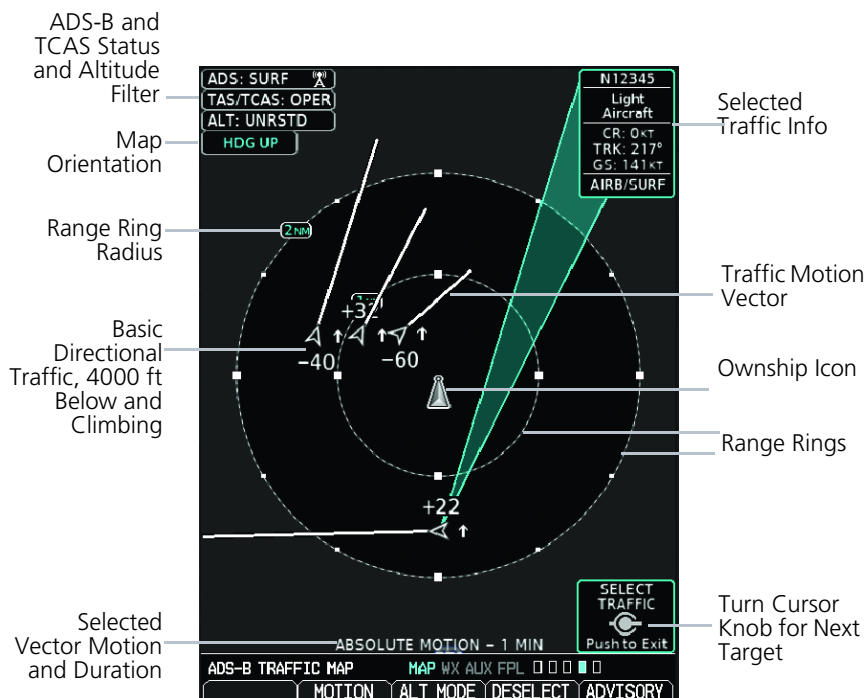 ADS-B and
TCAS Status
and Altitude
Filter
Map
Orientation
Range Ring
Radius
Basic
Directional
Traffic, 4000 ft
Below and
Climbing
Selected
Vector Motion
and Duration
ADS: SURF
TAS/TCAS: OPER
ALT: UNRSTD
HDG UP
2 NM
+32
-40
-60
+22
N12345
Light
Aircraft
CR: 0KT
TRK: 217°
GS: 141KT
AIRB/SURF
SELECT
TRAFFIC
Push to Exit
ABSOLUTE MOTION - 1 MIN
ADS-B TRAFFIC MAP MAP WX AUX FPL
MOTION ALT MODE DESELECT ADVISORY
Selected
Traffic Info
Traffic Motion
Vector
Ownship Icon
Range Rings
Turn Cursor
Knob for Next
Target